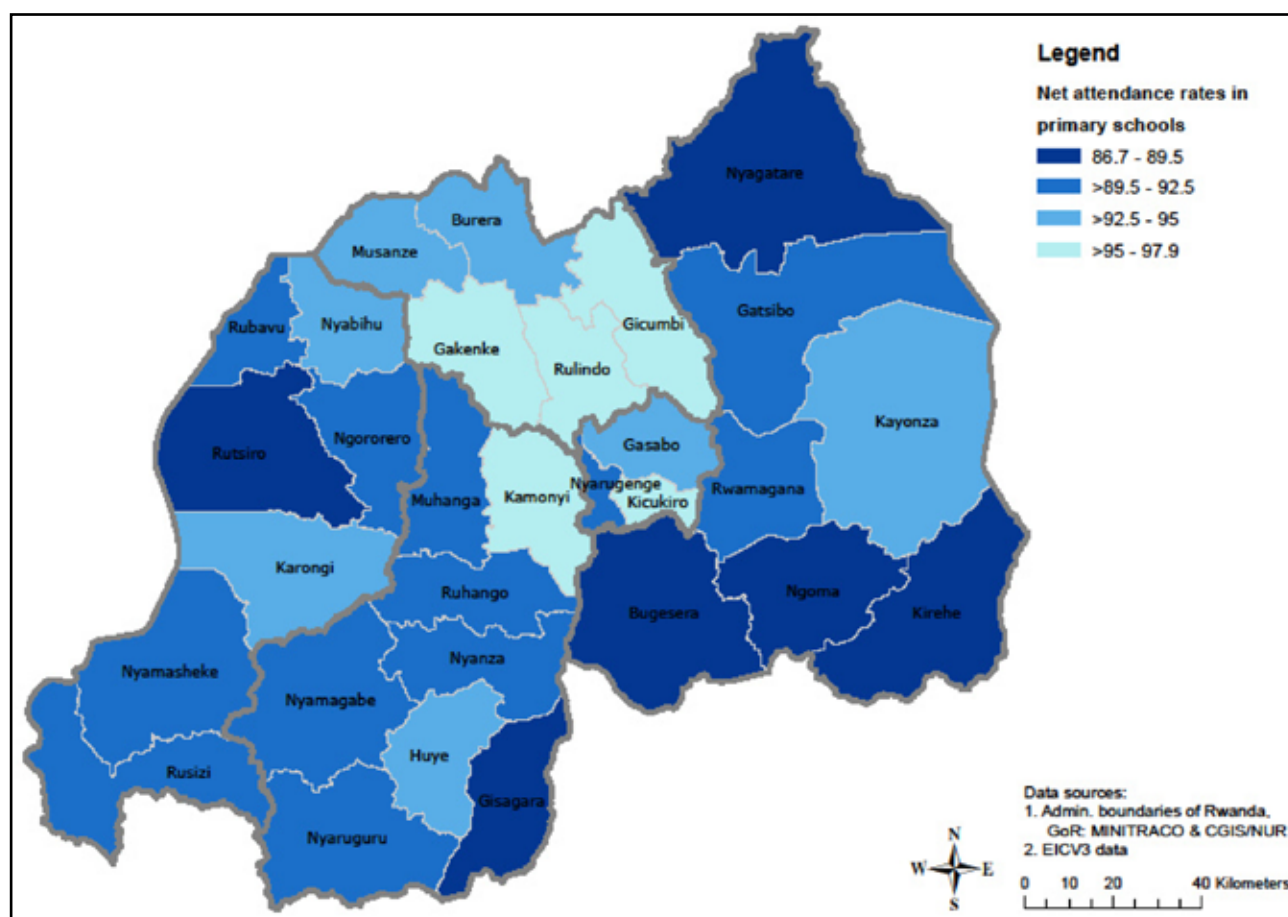 Legend
Net attendance rates in
primary schools
86.7 - 89.5
>89.5 - 92.5
>92.5 - 95
>95 - 97.9
Nyagatare
Burera
Musanze
Gatsibo
Rubavu
Nyabihu
Gicumbi
Gakenke
Rulindo
Kayonza
Ngororero
Gasabo
Rutsiro
Nyarugenge
Rwamagana
Muhanga
Kamonyi
Kicukiro
Karongi
Ruhango
Bugesera
Ngoma
Kirehe
Nyamasheke
Nyanza
Nyamagabe
Huye
Rusizi
Gisagara
Nyaruguru
Data sources:
1. Admin. boundaries of Rwanda,
GoR: MINITRACO & CGIS/NUR
2. EICV3 data
N
W E
S
0 10 20 40 Kilometers